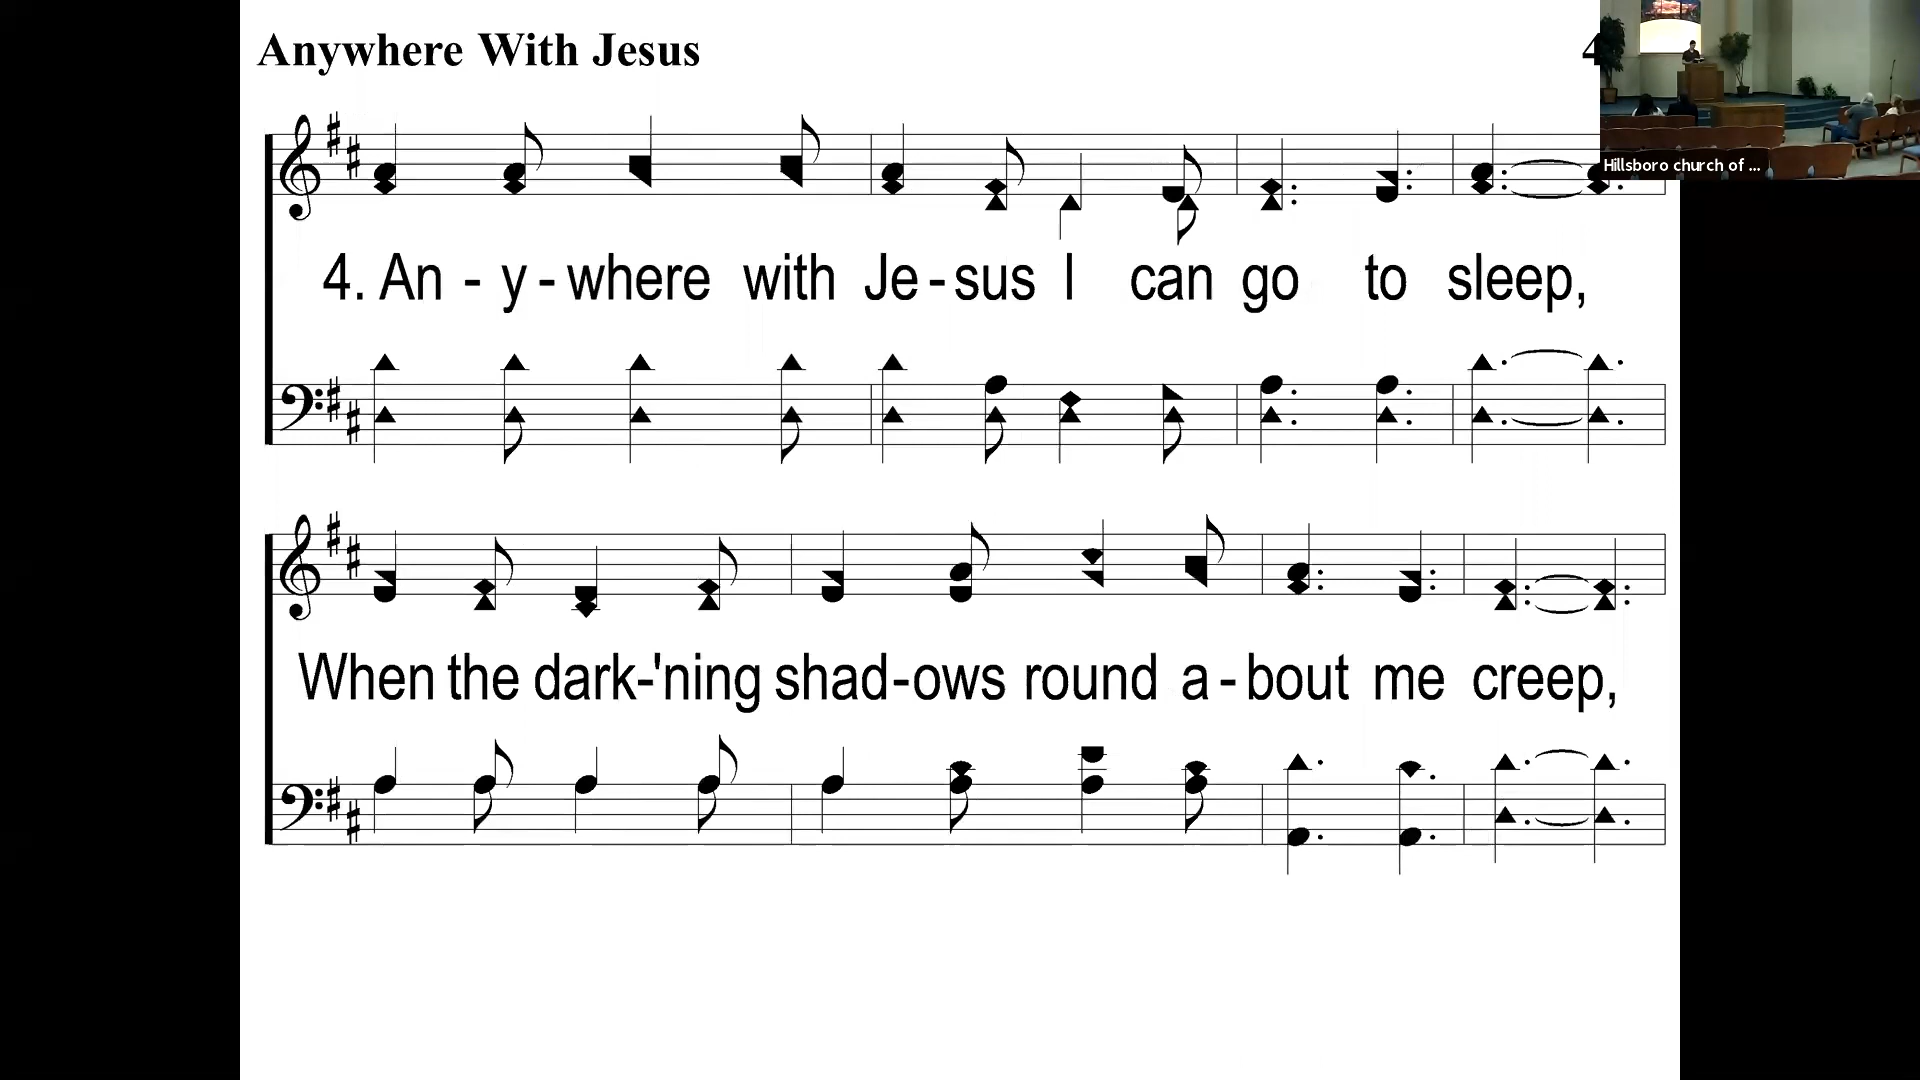 Anywhere With Jesus 4
Hillsboro church of ...
4. An - y - where with Je - sus I can go to sleep,
When the dark-'ning shad-ows round a - bout me creep,